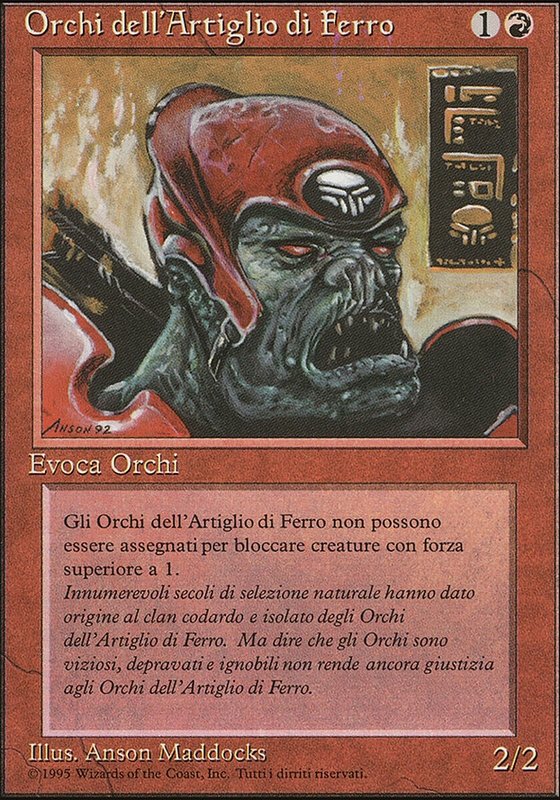 Orchi dell'Artiglio di Ferro 1
ANSON 92
Evoca Orchi
Gli Orchi dell'Artiglio di Ferro non possono
essere assegnati per bloccare creature con forza
superiore a 1.
Innumerevoli secoli di selezione naturale hanno dato
origine al clan codardo e isolato degli Orchi
dell'Artiglio di Ferro. Ma dire che gli Orchi sono
viziosi, depravati e ignobili non rende ancora giustizia
agli Orchi dell'Artiglio di Ferro.
Illus. Anson Maddocks 2/2
©1995 Wizards of the Coast, Inc. Tutti i dirriti riservati.